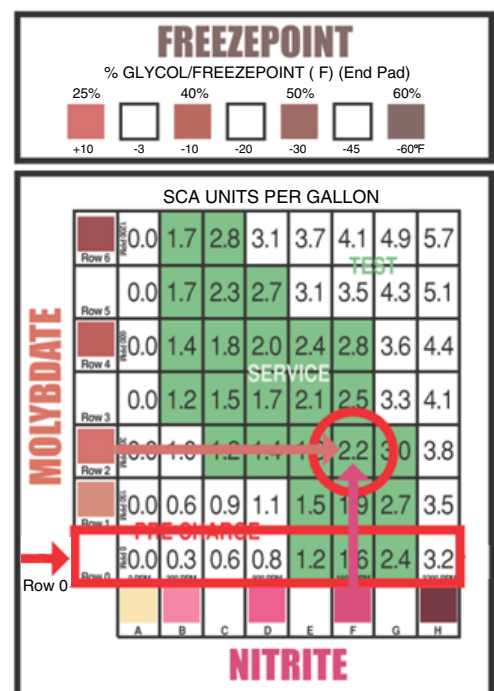 FREEZEPOINT
% GLYCOL/FREEZEPOINT ( F) (End Pad)
25% 40% 50% 60%
+10 -3 -10 -20 -30 -45 -60ºF
SCA UNITS PER GALLON
MOLYBDATE
Row 6 1200 PPM 0.0 1.7 2.8 3.1 3.7 4.1 4.9 5.7
TEST
Row 5 0.0 1.7 2.3 2.7 3.1 3.5 4.3 5.1
Row 4 0.0 1.4 1.8 2.0 2.4 2.8 3.6 4.4
SERVICE
Row 3 0.0 1.2 1.5 1.7 2.1 2.5 3.3 4.1
Row 2 2.2 3.0 3.8
Row 1 0.0 0.6 0.9 1.1 1.5 1.9 2.7 3.5
PRE CHARGE
Row 0 0.0 0.3 0.6 0.8 1.2 1.6 2.4 3.2
Row 0
A B C D E F G H
NITRITE